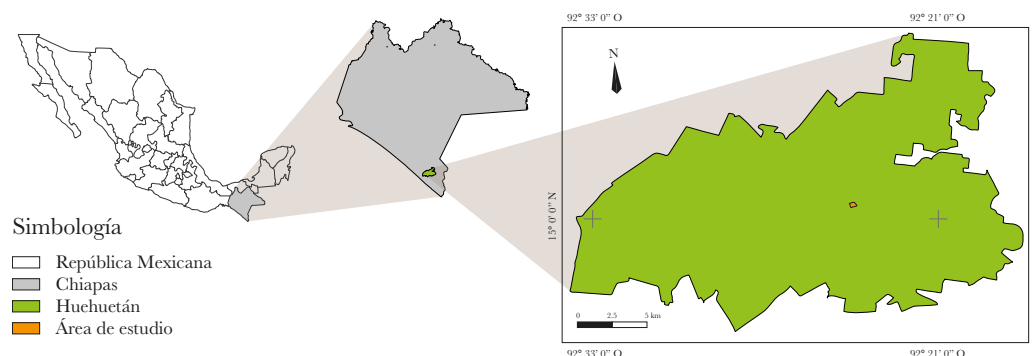 92° 33' 0'' O
92° 21' 0'' O
N
15° 0' 0'' N
Simbología
República Mexicana
Chiapas
Huehuetán
Área de estudio
0 2.5 5 km
92° 33' 0'' O
92° 21' 0'' O